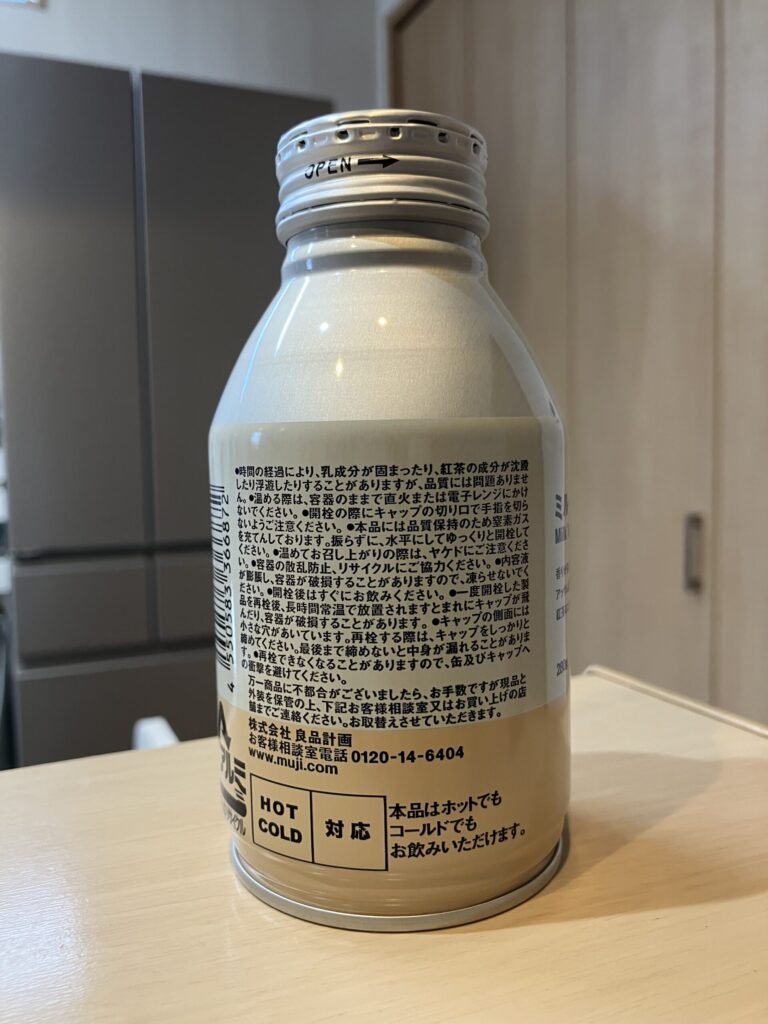 OPEN→
●時間の経過により、乳成分が固まったり、紅茶の成分が沈殿
したり浮遊したりすることがありますが、品質には問題ありませ
ん。●温める際は、容器のままで直火または電子レンジにかけ
ないでください。●開栓の際にキャップの切り口で手指を切ら
ないようご注意ください。●本品には品質保持のため窒素ガス
を充てんしております。振らずに、水平にしてゆっくりと開栓して
ください。●温めてお召し上がりの際は、ヤケドにご注意くださ
い。●容器の散乱防止、リサイクルにご協力ください。●内容液
が膨張し、容器が破損することがありますので、凍らせないでく
ださい。●開栓後はすぐにお飲みください。●一度開栓した製
品を再栓後、長時間常温で放置されますとまれにキャップが飛
んだり、容器が破損することがあります。●キャップの側面には
小さな穴があいています。再栓する際は、キャップをしっかりと
締めてください。最後まで締めないと中身が漏れることがありま
す。●再栓できなくなることがありますので、缶及びキャップへ
の衝撃を避けてください。
万一商品に不都合がございましたら、お手数ですが現品と
外装を保管の上、下記お客様相談室又はお買い上げの店
舗までご連絡ください。お取替えさせていただきます。
株式会社 良品計画
お客様相談室電話 0120-14-6404
www.muji.com
HOT
COLD
対応
本品はホットでも
コールドでも
お飲みいただけます。
4 550583 366872
ミル
Milk
280